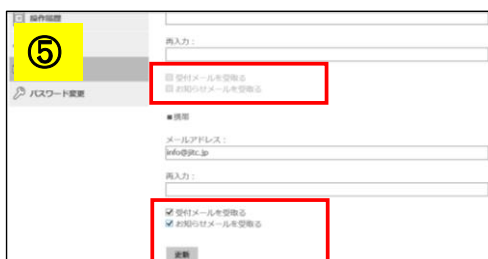 操作履歴
⑤
再入力：
受付メールを受取る
お知らせメールを受取る
パスワード変更
■携帯
メールアドレス：
info@jitc.jp
再入力：
受付メールを受取る
お知らせメールを受取る
更新